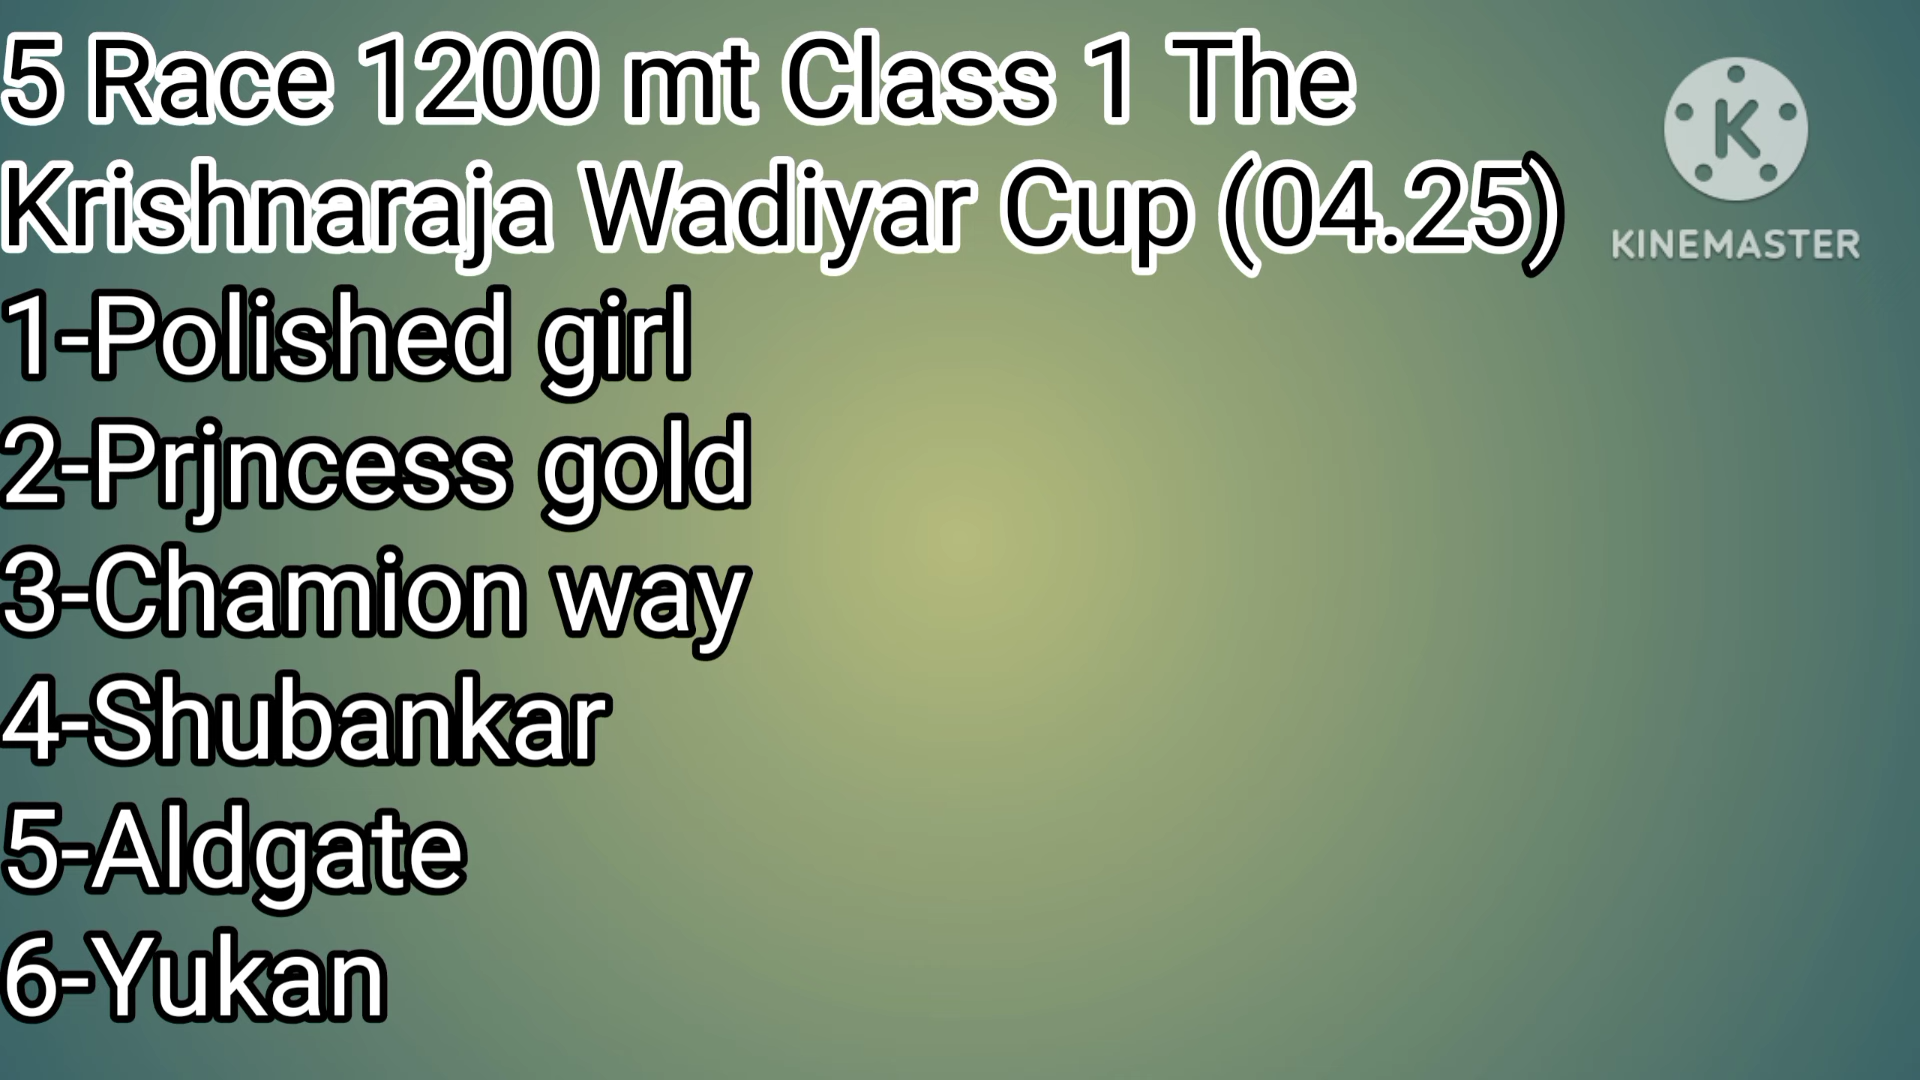 5 Race 1200 mt Class 1 The
Krishnaraja Wadiyar Cup (04.25)
1-Polished girl
2-Prjncess gold
3-Chamion way
4-Shubankar
5-Aldgate
6-Yukan
K
KINEMASTER